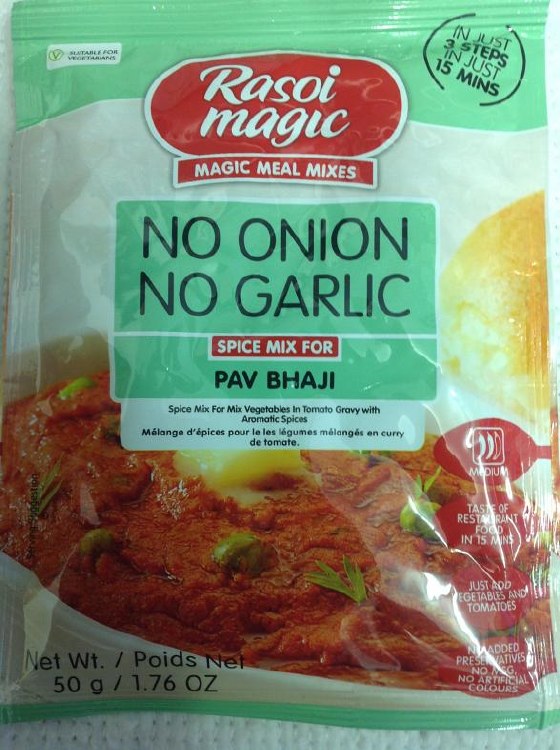 SUITABLE FOR
VEGETARIANS
IN JUST
3 STEPS
IN JUST
15 MINS
Rasoi
magic
MAGIC MEAL MIXES
NO ONION
NO GARLIC
SPICE MIX FOR
PAV BHAJI
Spice Mix For Mix Vegetables In Tomato Gravy with
Aromatic Spices
Mélange d'épices pour le les légumes mélangés en curry
de tomate.
MEDIUM
TASTE OF
RESTAURANT
FOOD
IN 15 MINS
JUST ADD
VEGETABLES AND
TOMATOES
NO ADDED
PRESERVATIVES
NO MSG,
NO ARTIFICIAL
COLOURS
Net Wt. / Poids Net
50 g / 1.76 OZ